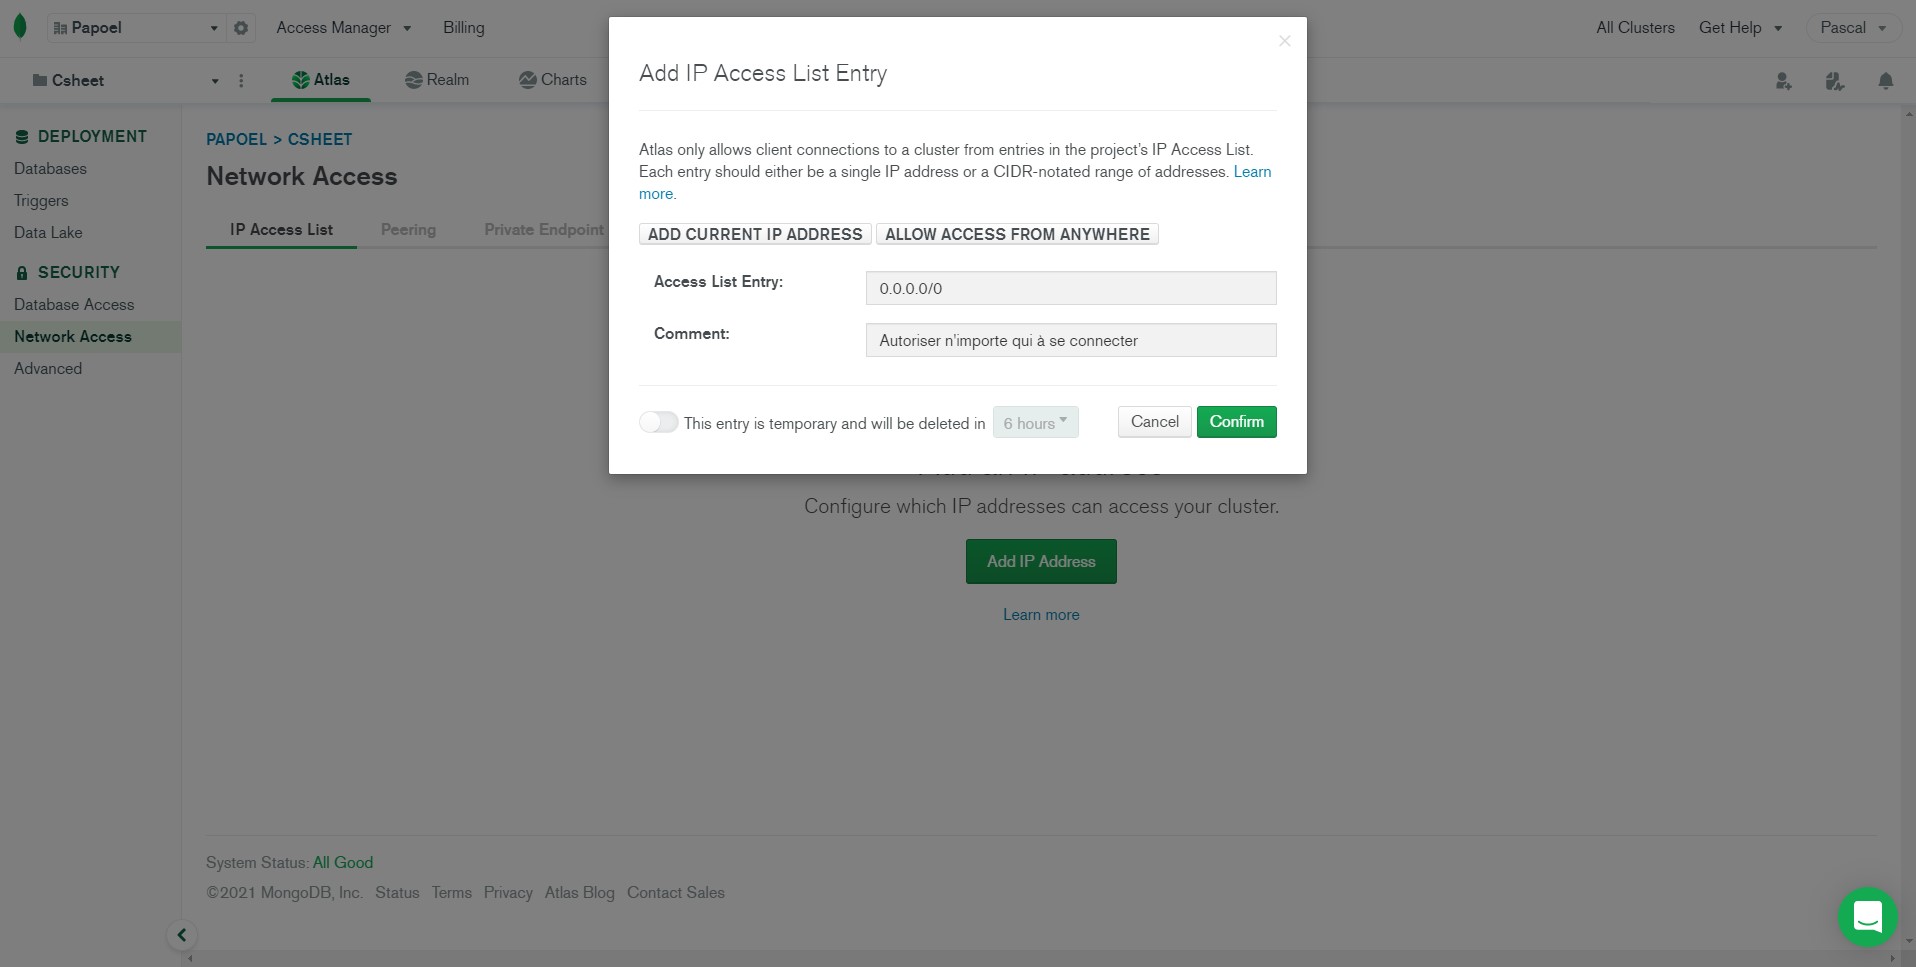 Papoel
Access Manager
Billing
All Clusters
Get Help
Pascal
Csheet
Atlas
Realm
Charts
DEPLOYMENT
Databases
Triggers
Data Lake
SECURITY
Database Access
Network Access
Advanced
PAPOEL > CSHEET
Network Access
IP Access List
Peering
Private Endpoint
Add IP Access List Entry
Atlas only allows client connections to a cluster from entries in the project's IP Access List.
Each entry should either be a single IP address or a CIDR-notated range of addresses. Learn
more.
ADD CURRENT IP ADDRESS
ALLOW ACCESS FROM ANYWHERE
Access List Entry:
0.0.0.0/0
Comment:
Autoriser n'importe qui à se connecter
This entry is temporary and will be deleted in
6 hours
Cancel
Confirm
Configure which IP addresses can access your cluster.
Add IP Address
Learn more
System Status: All Good
©2021 MongoDB, Inc. Status Terms Privacy Atlas Blog Contact Sales